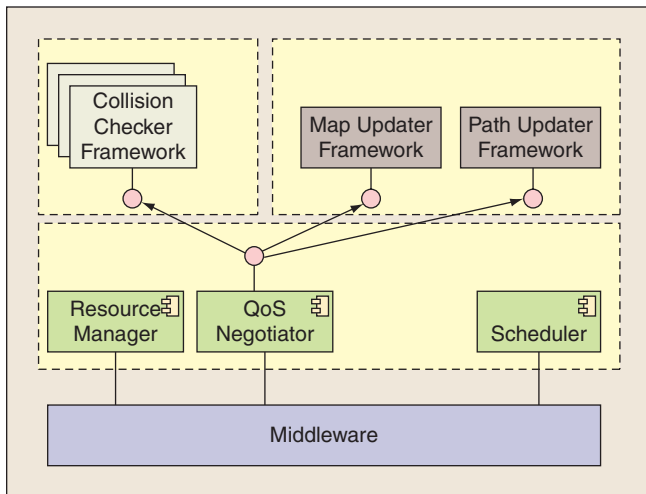 Collision
Checker
Framework
Map Updater
Framework
Path Updater
Framework
Resource
Manager
QoS
Negotiator
Scheduler
Middleware